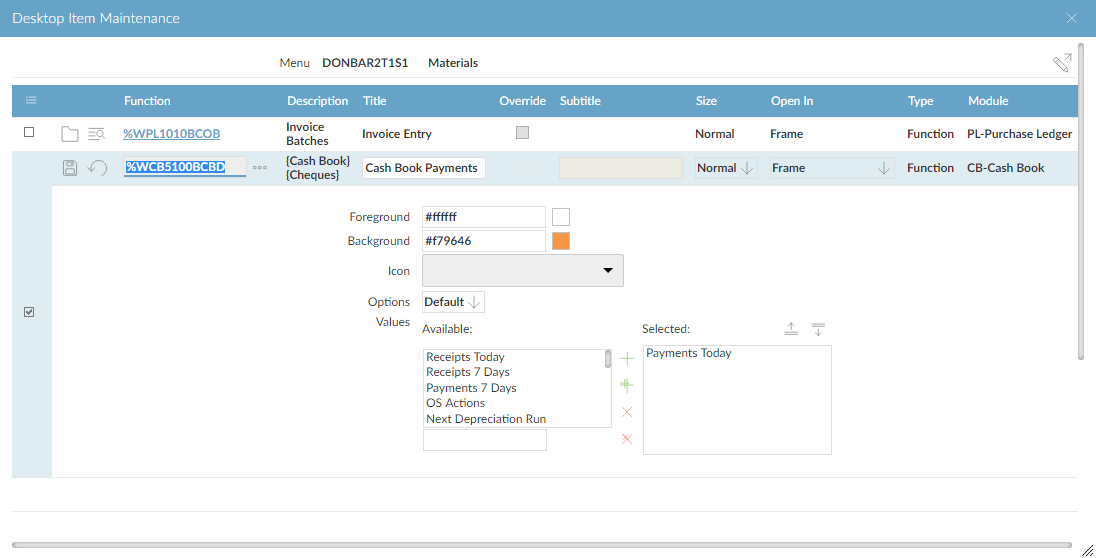 Desktop Item Maintenance
Menu DONBAR2T1S1 Materials
Function Description Title Override Subtitle Size Open In Type Module
%WPL1010BCOB Invoice Batches Invoice Entry Normal Frame Function PL-Purchase Ledger
%WCB5100BCBD {Cash Book} {Cheques} Cash Book Payments Normal Frame Function CB-Cash Book
Foreground #ffffff
Background #f79646
Icon
Options Default
Values
Available: Selected:
Receipts Today Payments Today
Receipts 7 Days
Payments 7 Days
OS Actions
Next Depreciation Run